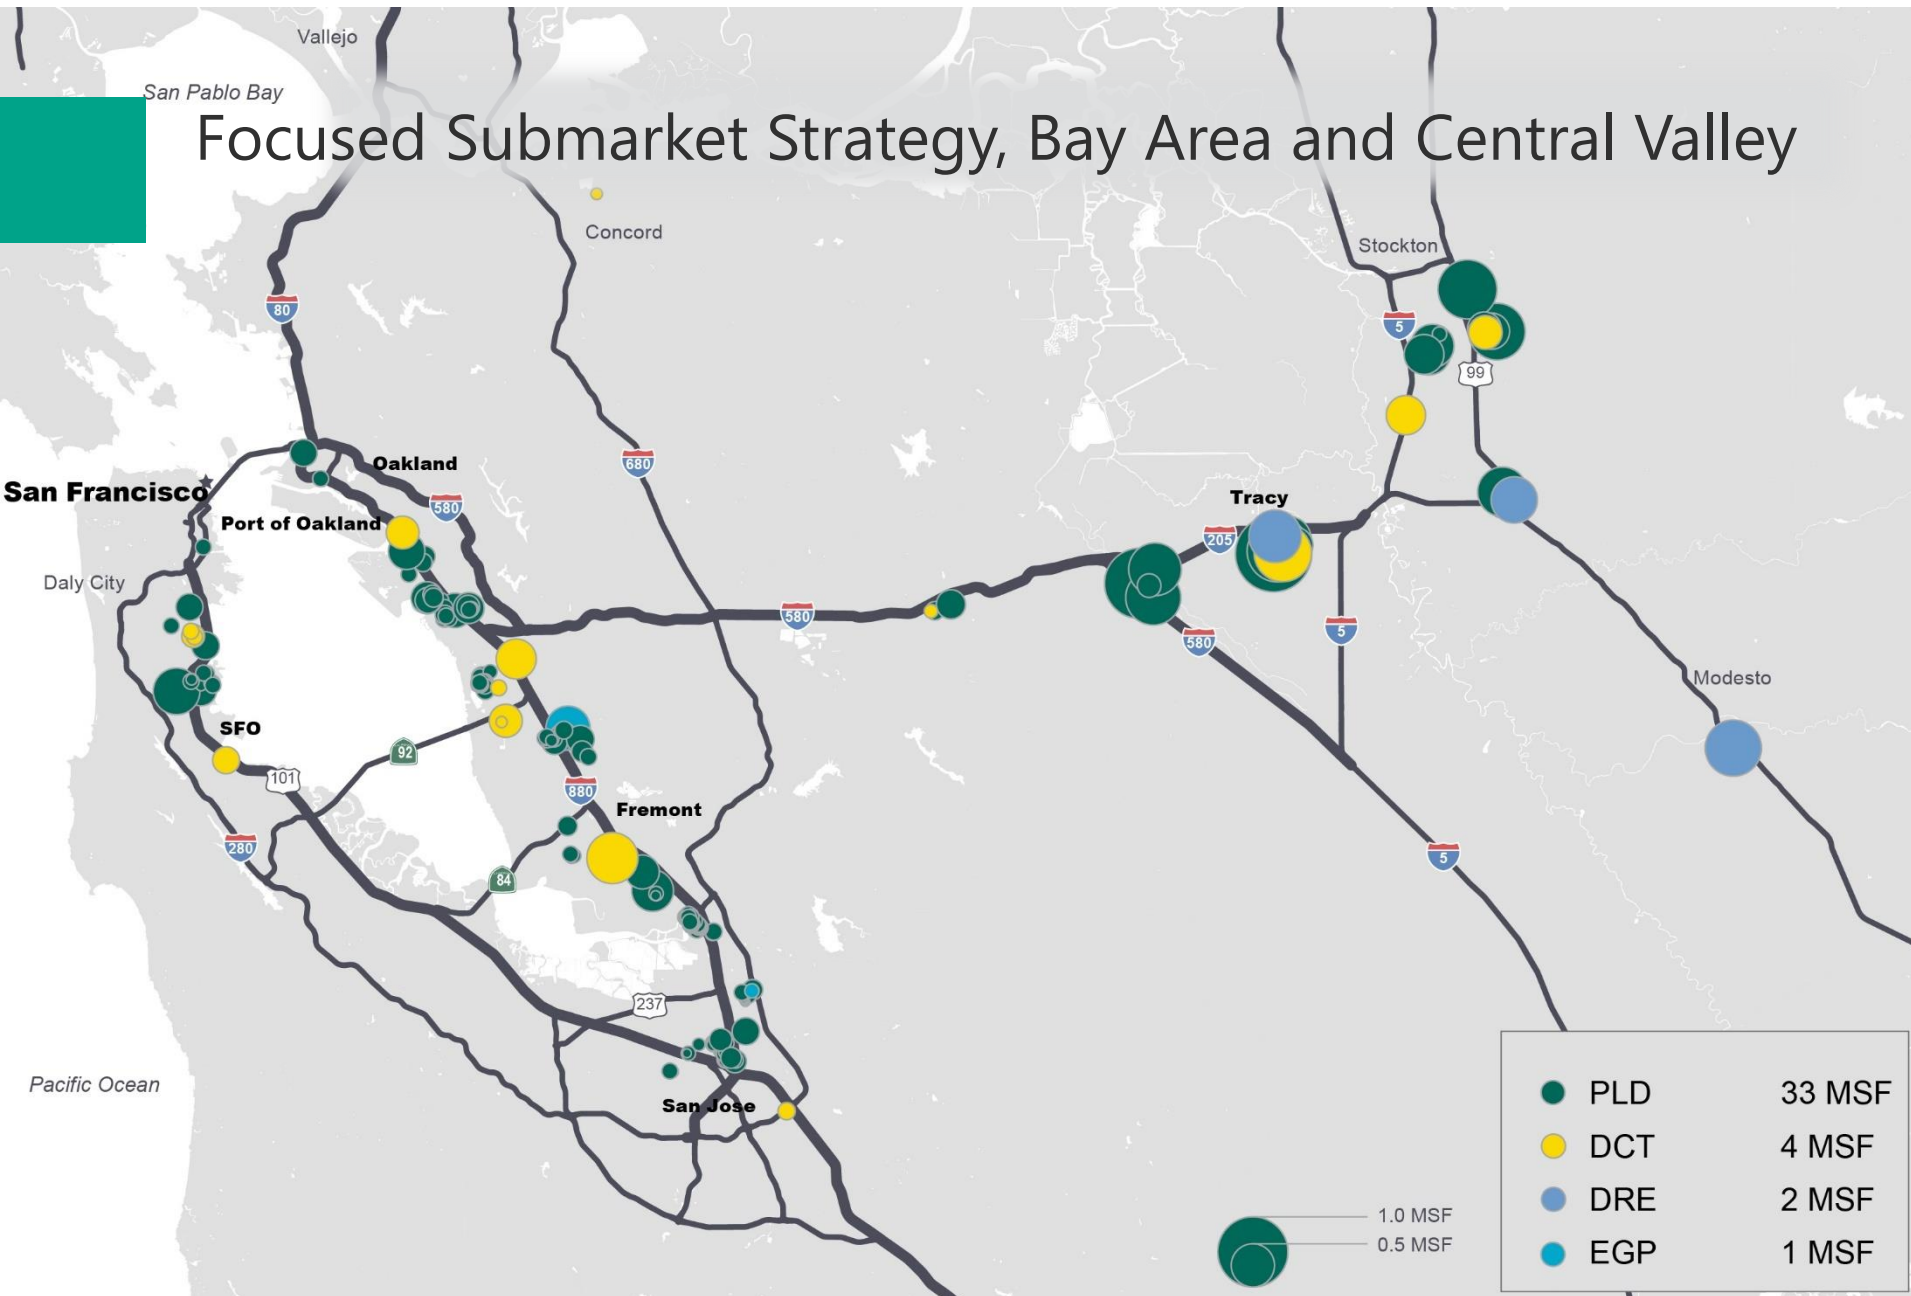 Vallejo
San Pablo Bay
Focused Submarket Strategy, Bay Area and Central Valley
Concord
Stockton
80
5
99
Oakland
680
San Francisco
580
Tracy
Port of Oakland
205
Daly City
580
580
5
Modesto
SFO
92
101
880
Fremont
280
5
84
237
Pacific Ocean
San Jose
PLD 33 MSF
DCT 4 MSF
DRE 2 MSF
EGP 1 MSF
1.0 MSF
0.5 MSF